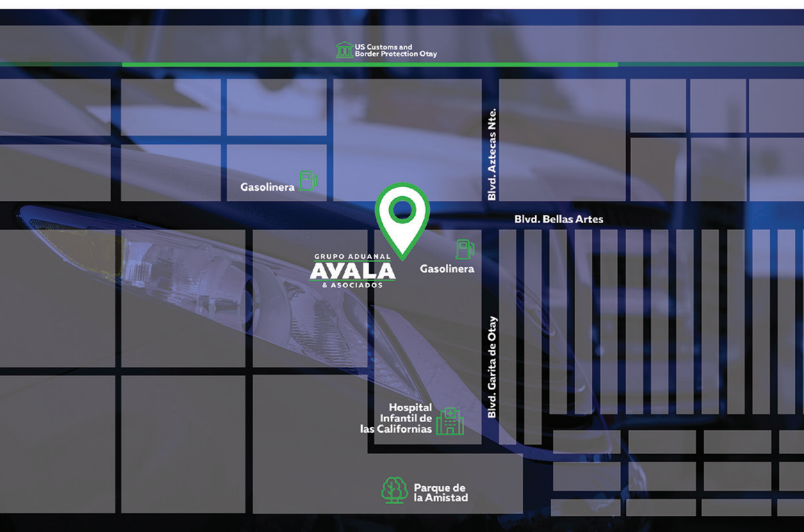 US Customs and
Border Protection Otay
Blvd. Aztecas Nte.
Gasolinera
Blvd. Bellas Artes
GRUPO ADUANAL
AYALA
& ASOCIADOS
Gasolinera
Blvd. Garita de Otay
Hospital
Infantil de
las Californias
Parque de
la Amistad